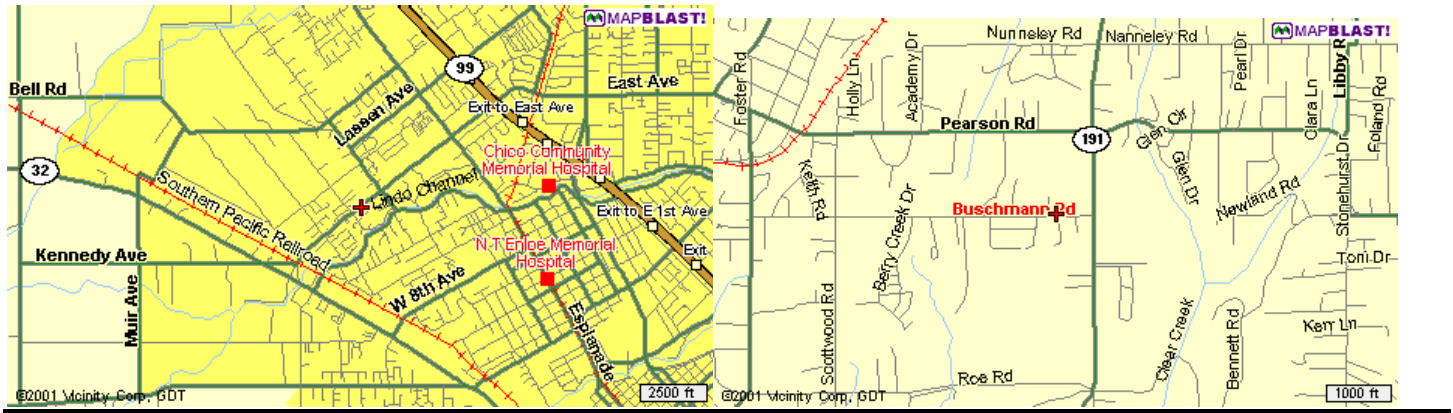 MAPBLAST!
99
Bell Rd
East Ave
Lassen Ave
Exit to East Ave
Chico Community
Memorial Hospital
32
Southern Pacific Railroad
Lindo Channel
Exit to E 1st Ave
N T Enloe Memorial
Hospital
Exit
Kennedy Ave
W 8th Ave
Muir Ave
Esplanade
©2001 Vicinity Corp, GDT
2500 ft
MAPBLAST!
Nunneley Rd
Nanneley Rd
Foster Rd
Holly Ln
Academy Dr
Pearl Dr
Libby R
Clara Ln
Foland Rd
Pearson Rd
191
Glen Cir
Glen Dr
Keith Rd
Newland Rd
Stonehurst Dr
Buschmann Rd
Berry Creek Dr
Toni Dr
Scottwood Rd
Clear Creek
Bennett Rd
Kerr Ln
Roe Rd
©2001 Vicinity Corp, GDT
1000 ft